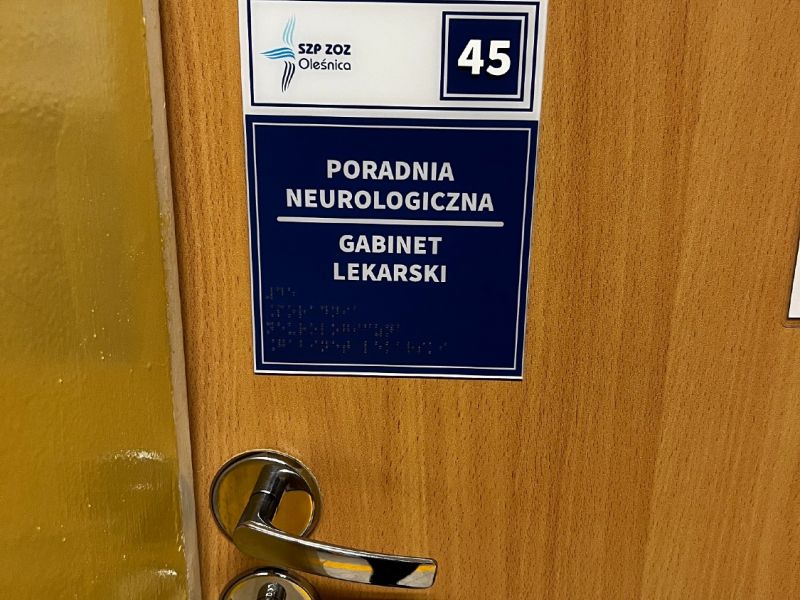 SZP ZOZ
Oleśnica
45
PORADNIA
NEUROLOGICZNA
GABINET
LEKARSKI